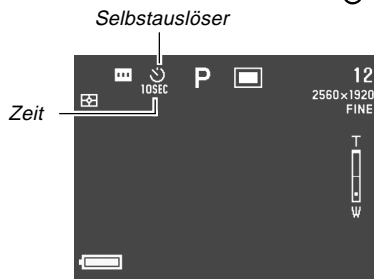 Selbstauslöser
P
12
10SEC
2560×1920
FINE
Zeit
T
W